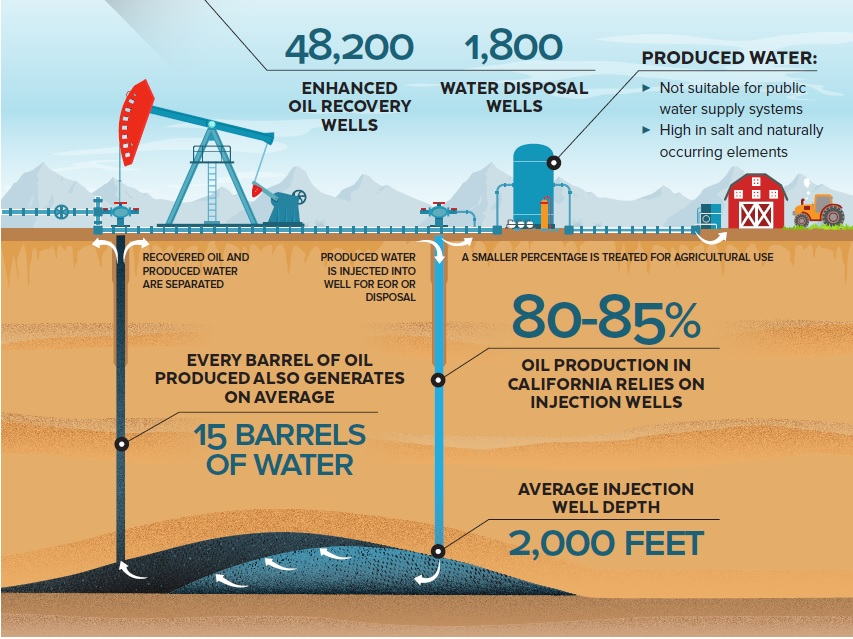 48,200
ENHANCED
OIL RECOVERY
WELLS
1,800
WATER DISPOSAL
WELLS
PRODUCED WATER:
Not suitable for public
water supply systems
High in salt and naturally
occurring elements
RECOVERED OIL AND
PRODUCED WATER
ARE SEPARATED
PRODUCED WATER
IS INJECTED INTO
WELL FOR EOR OR
DISPOSAL
A SMALLER PERCENTAGE IS TREATED FOR AGRICULTURAL USE
80-85%
OIL PRODUCTION IN
CALIFORNIA RELIES ON
INJECTION WELLS
EVERY BARREL OF OIL
PRODUCED ALSO GENERATES
ON AVERAGE
15 BARRELS
OF WATER
AVERAGE INJECTION
WELL DEPTH
2,000 FEET